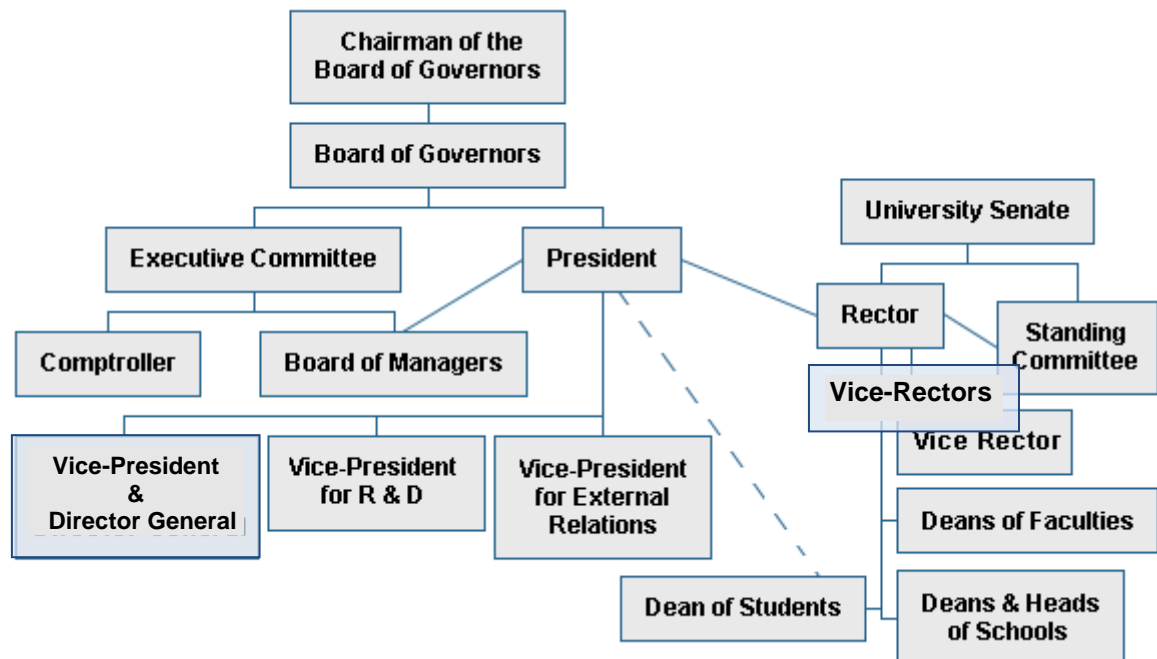 Chairman of the
Board of Governors
Board of Governors
University Senate
Executive Committee
President
Rector
Standing
Committee
Comptroller
Board of Managers
Vice-Rectors
Vice Rector
Vice-President
&
Director General
Vice-President
for R & D
Vice-President
for External
Relations
Deans of Faculties
Dean of Students
Deans & Heads
of Schools